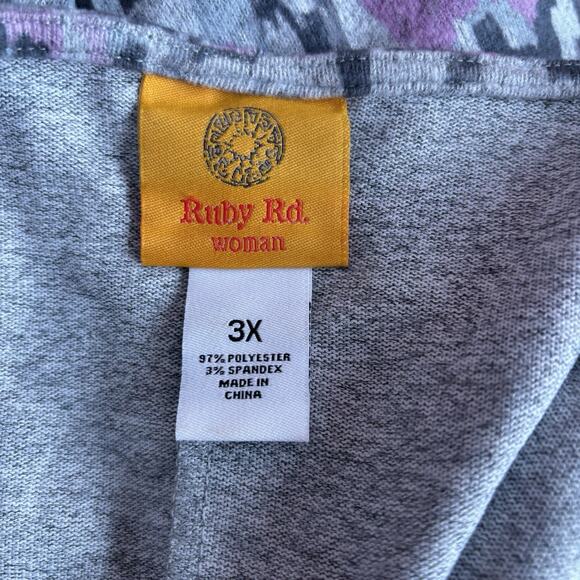 Ruby Rd.
woman
3X
97% POLYESTER
3% SPANDEX
MADE IN
CHINA